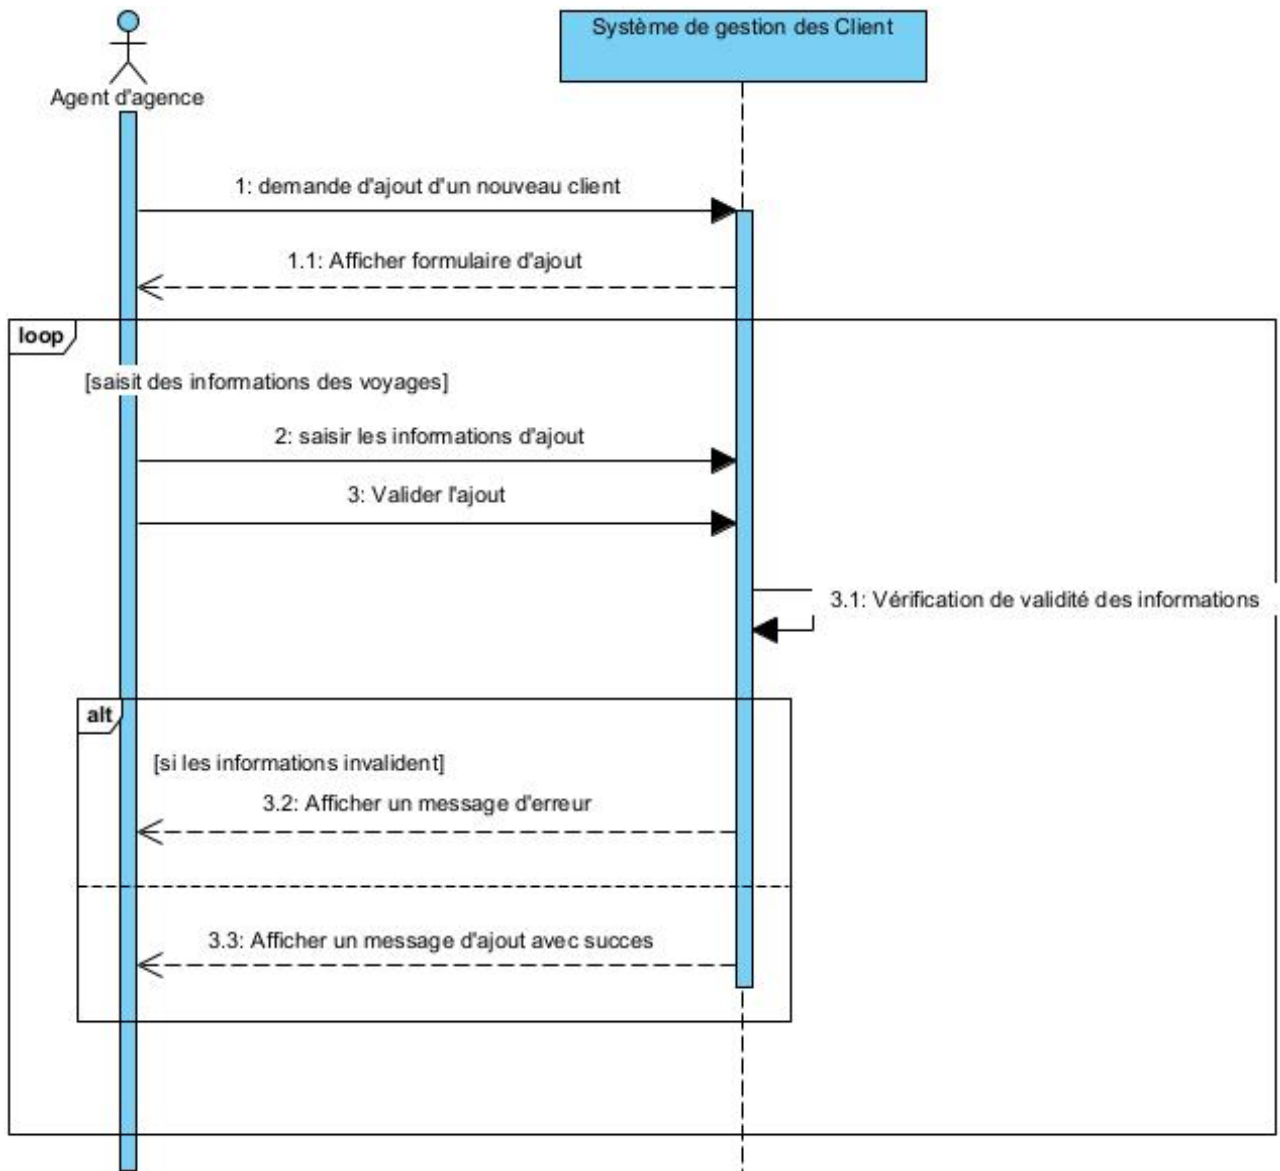 Système de gestion des Client
Agent d'agence
1: demande d'ajout d'un nouveau client
1.1: Afficher formulaire d'ajout
loop
[saisit des informations des voyages]
2: saisir les informations d'ajout
3: Valider l'ajout
3.1: Vérification de validité des informations
alt
[si les informations invalident]
3.2: Afficher un message d'erreur
3.3: Afficher un message d'ajout avec succes